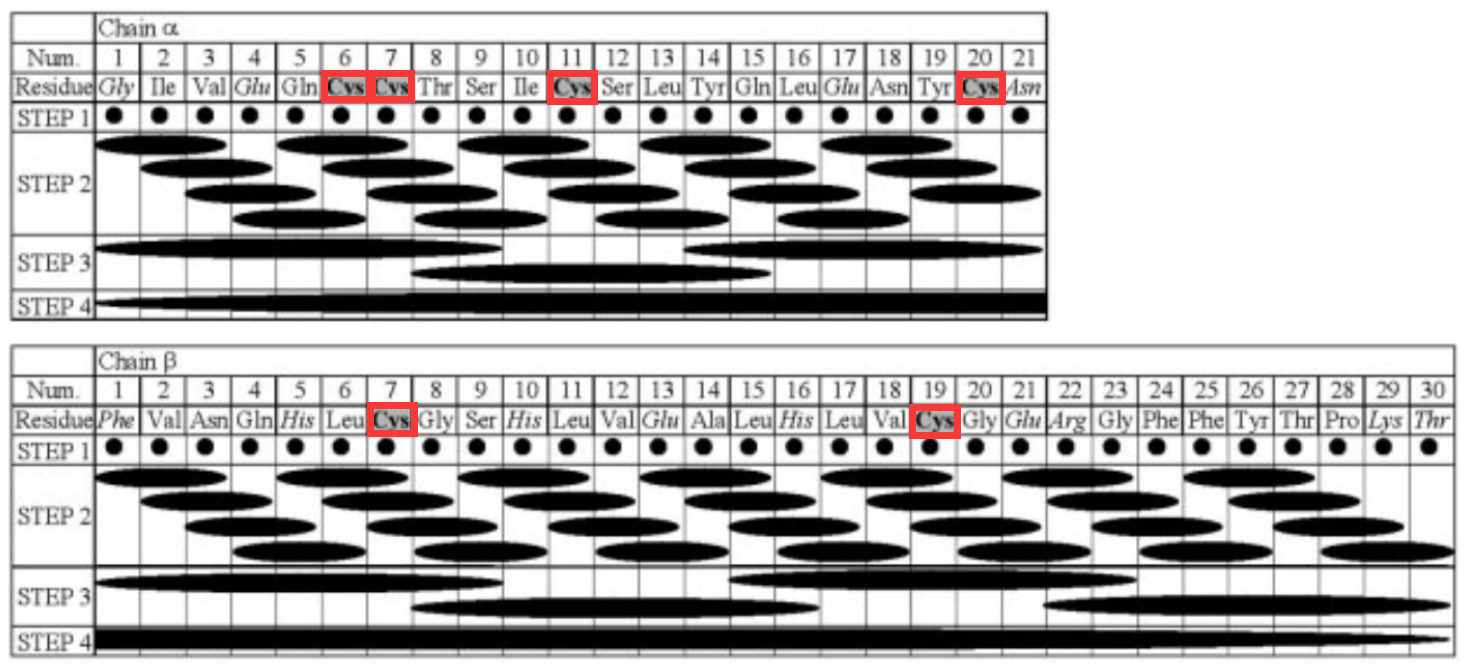 Chain α
Num. 1 2 3 4 5 6 7 8 9 10 11 12 13 14 15 16 17 18 19 20 21
Residue Gly Ile Val Glu Gln Cys Cys Thr Ser Ile Cys Ser Leu Tyr Gln Leu Glu Asn Tyr Cys Asn
STEP 1
STEP 2
STEP 3
STEP 4
Chain β
Num. 1 2 3 4 5 6 7 8 9 10 11 12 13 14 15 16 17 18 19 20 21 22 23 24 25 26 27 28 29 30
Residue Phe Val Asn Gln His Leu Cys Gly Ser His Leu Val Glu Ala Leu His Leu Val Cys Gly Glu Arg Gly Phe Phe Tyr Thr Pro Lys Thr
STEP 1
STEP 2
STEP 3
STEP 4